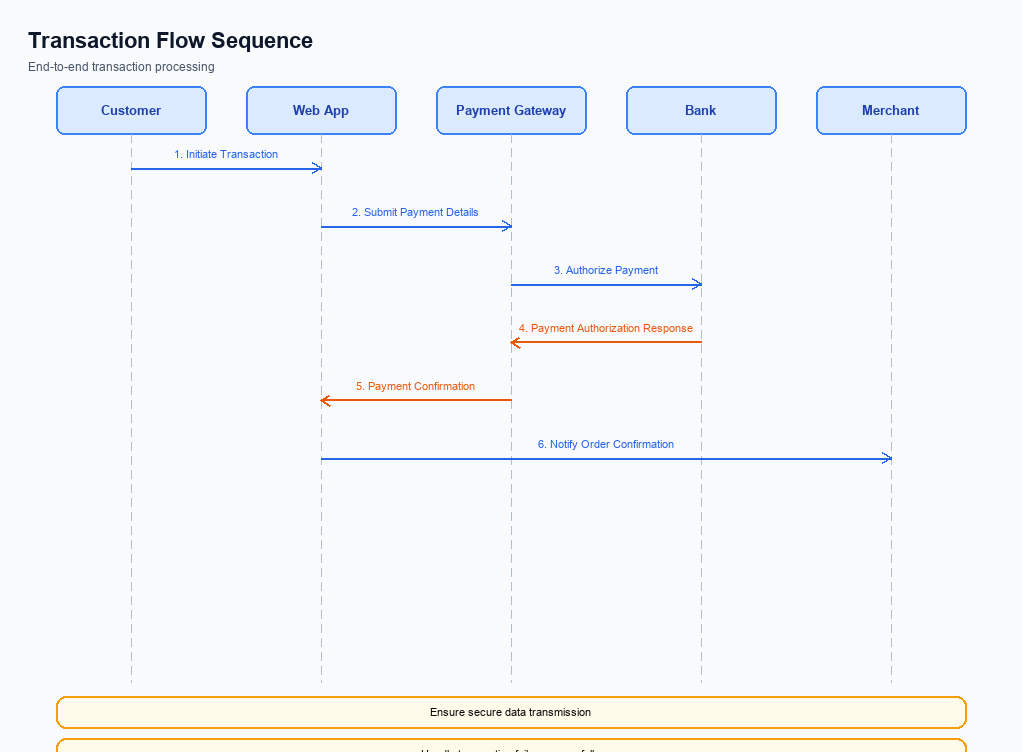 Transaction Flow Sequence
End-to-end transaction processing
Customer
Web App
Payment Gateway
Bank
Merchant
1. Initiate Transaction
2. Submit Payment Details
3. Authorize Payment
4. Payment Authorization Response
5. Payment Confirmation
6. Notify Order Confirmation
Ensure secure data transmission